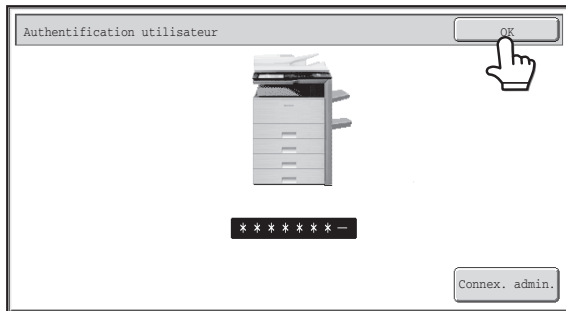 Authentification utilisateur
OK
* * * * * * * –
Connex. admin.